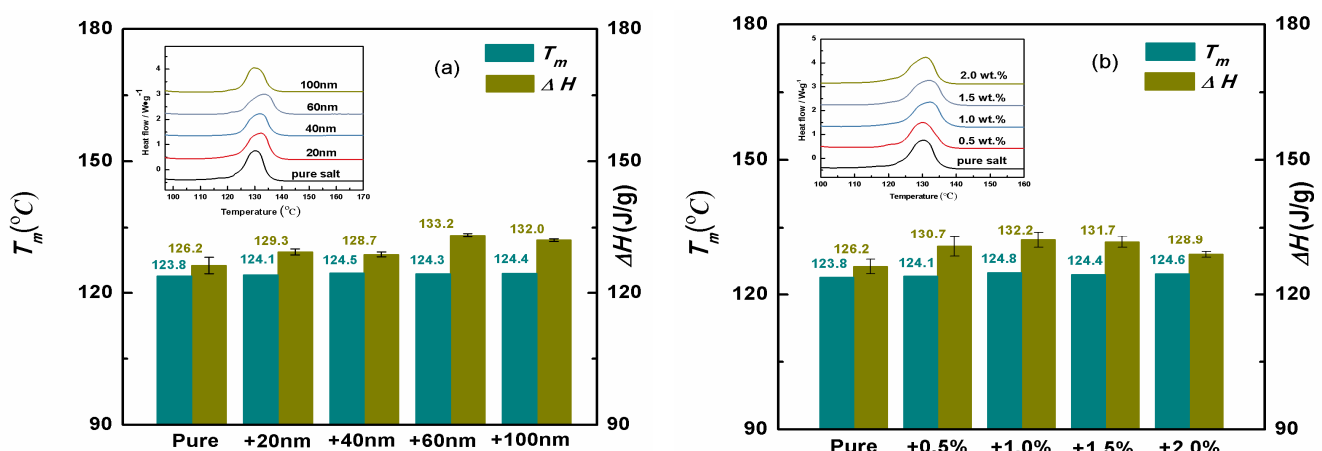 180
150
120
90
T_m(°C)
(a)
T_m
ΔH
4
3
2
1
0
Heat flow / W•g⁻¹
100nm
60nm
40nm
20nm
pure salt
100 110 120 130 140 150 160 170
Temperature (°C)
126.2
123.8
129.3
124.1
128.7
124.5
133.2
124.3
132.0
124.4
Pure +20nm +40nm +60nm +100nm
180
150
120
90
ΔH(J/g)
180
150
120
90
T_m(°C)
(b)
T_m
ΔH
5
4
3
2
1
0
Heat flow / W•g⁻¹
2.0 wt.%
1.5 wt.%
1.0 wt.%
0.5 wt.%
pure salt
100 110 120 130 140 150 160
Temperature (°C)
126.2
123.8
130.7
124.1
132.2
124.8
131.7
124.4
128.9
124.6
Pure +0.5% +1.0% +1.5% +2.0%
180
150
120
90
ΔH(J/g)